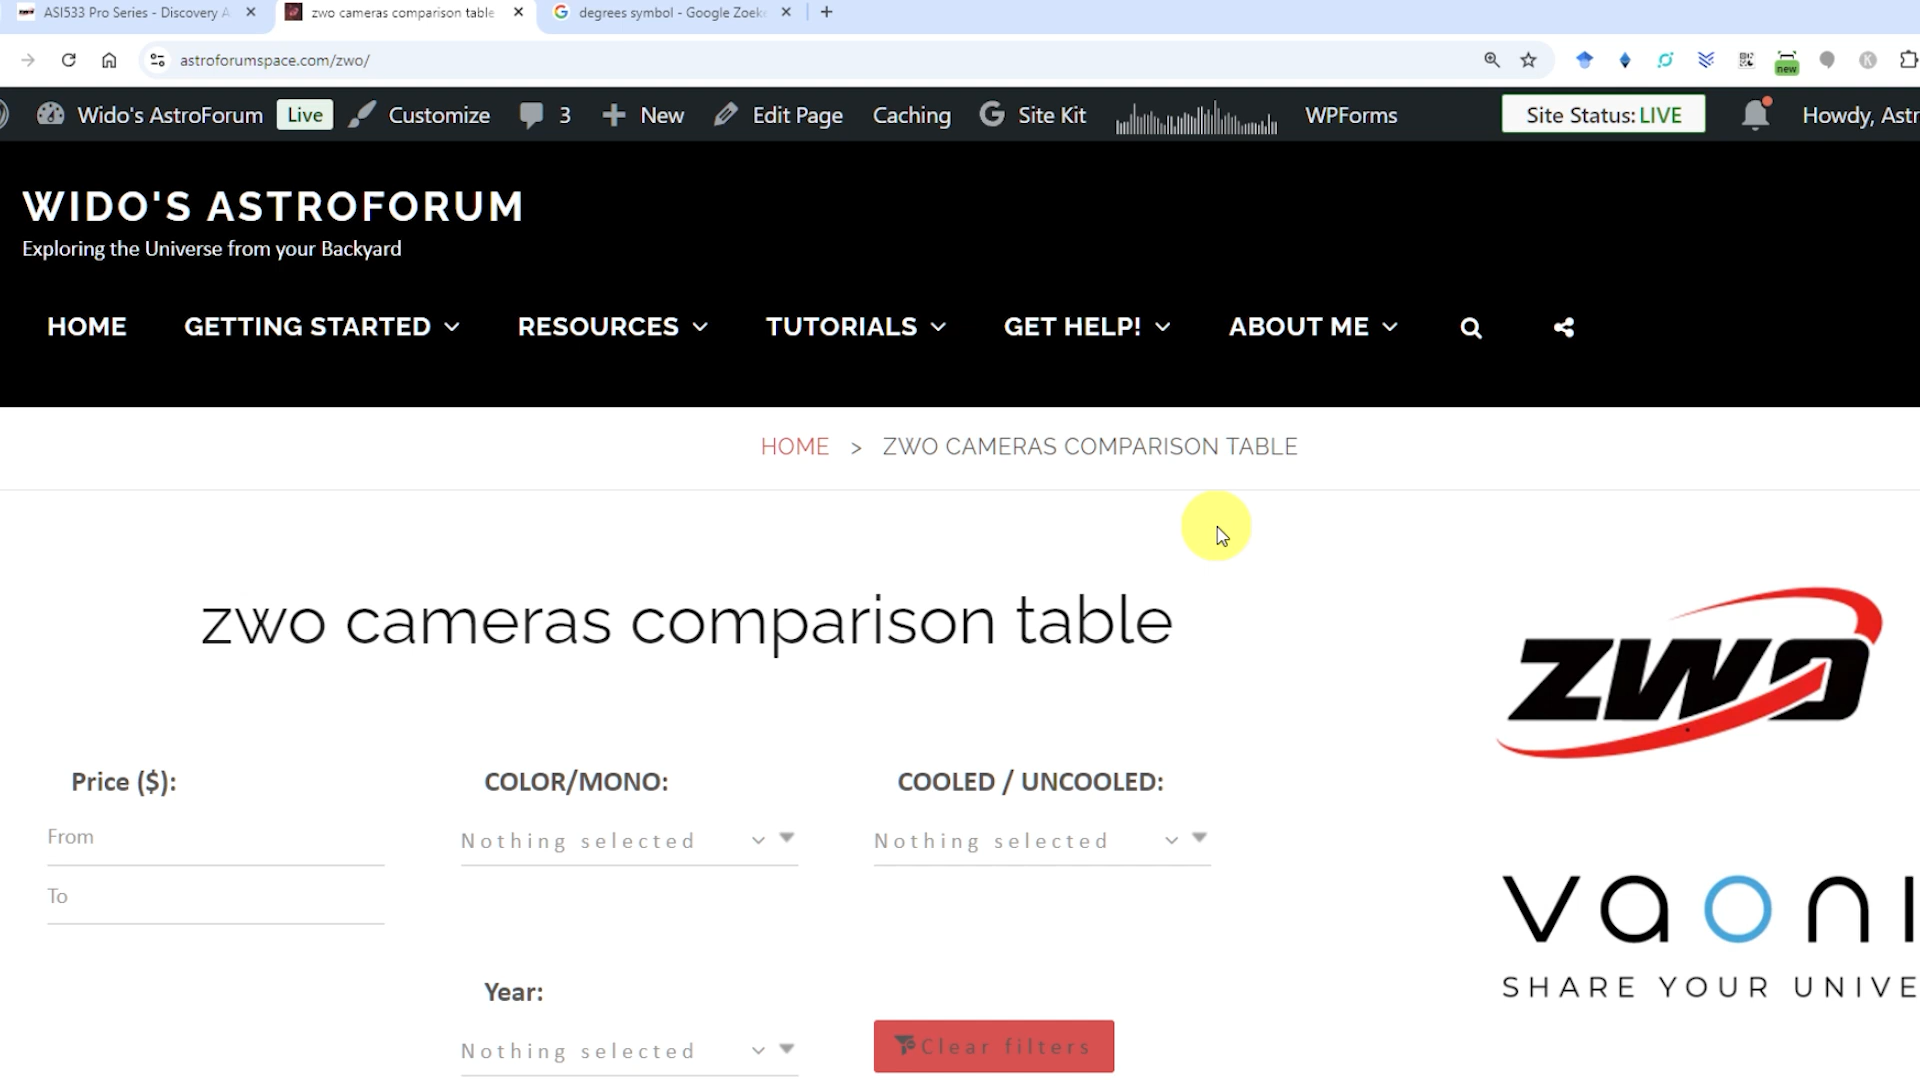 ASI533 Pro Series - Discovery A
zwo cameras comparison table
degrees symbol - Google Zoeke
astroforumspace.com/zwo/
new
K
Wido's AstroForum Live Customize 3 New Edit Page Caching Site Kit WPForms Site Status: LIVE Howdy, Astr
WIDO'S ASTROFORUM
Exploring the Universe from your Backyard
HOME GETTING STARTED RESOURCES TUTORIALS GET HELP! ABOUT ME
HOME > ZWO CAMERAS COMPARISON TABLE
zwo cameras comparison table
ZWO
Price ($): COLOR/MONO: COOLED / UNCOOLED:
From
Nothing selected Nothing selected
To
vaoni
SHARE YOUR UNIVE
Year:
Nothing selected
Clear filters